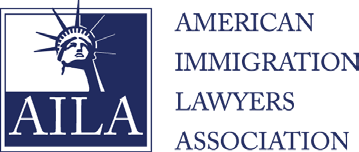 AILA
AMERICAN
IMMIGRATION
LAWYERS
ASSOCIATION